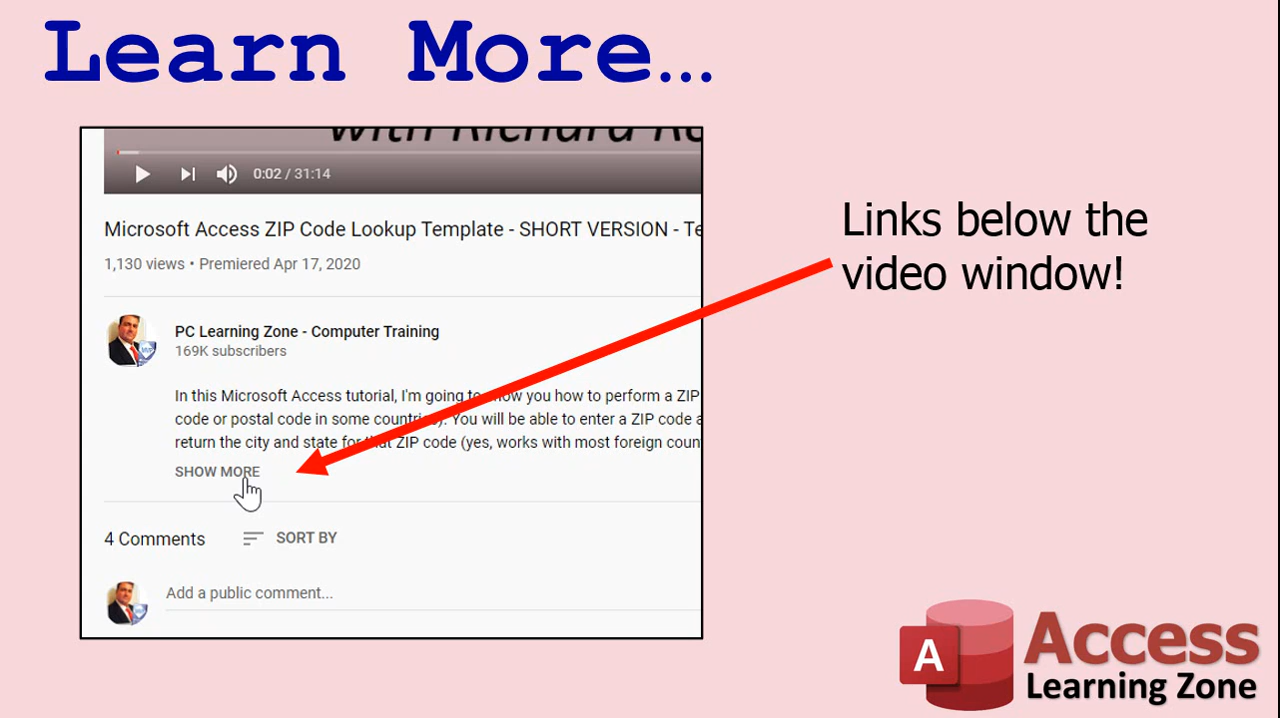 Learn More...
with Richard
0:02 / 31:14
Microsoft Access ZIP Code Lookup Template - SHORT VERSION - Te
1,130 views • Premiered Apr 17, 2020
PC Learning Zone - Computer Training
169K subscribers
In this Microsoft Access tutorial, I'm going to show you how to perform a ZIP
code or postal code in some countries). You will be able to enter a ZIP code a
return the city and state for that ZIP code (yes, works with most foreign coun
SHOW MORE
4 Comments
SORT BY
Add a public comment...
Links below the
video window!
A
Access
Learning Zone